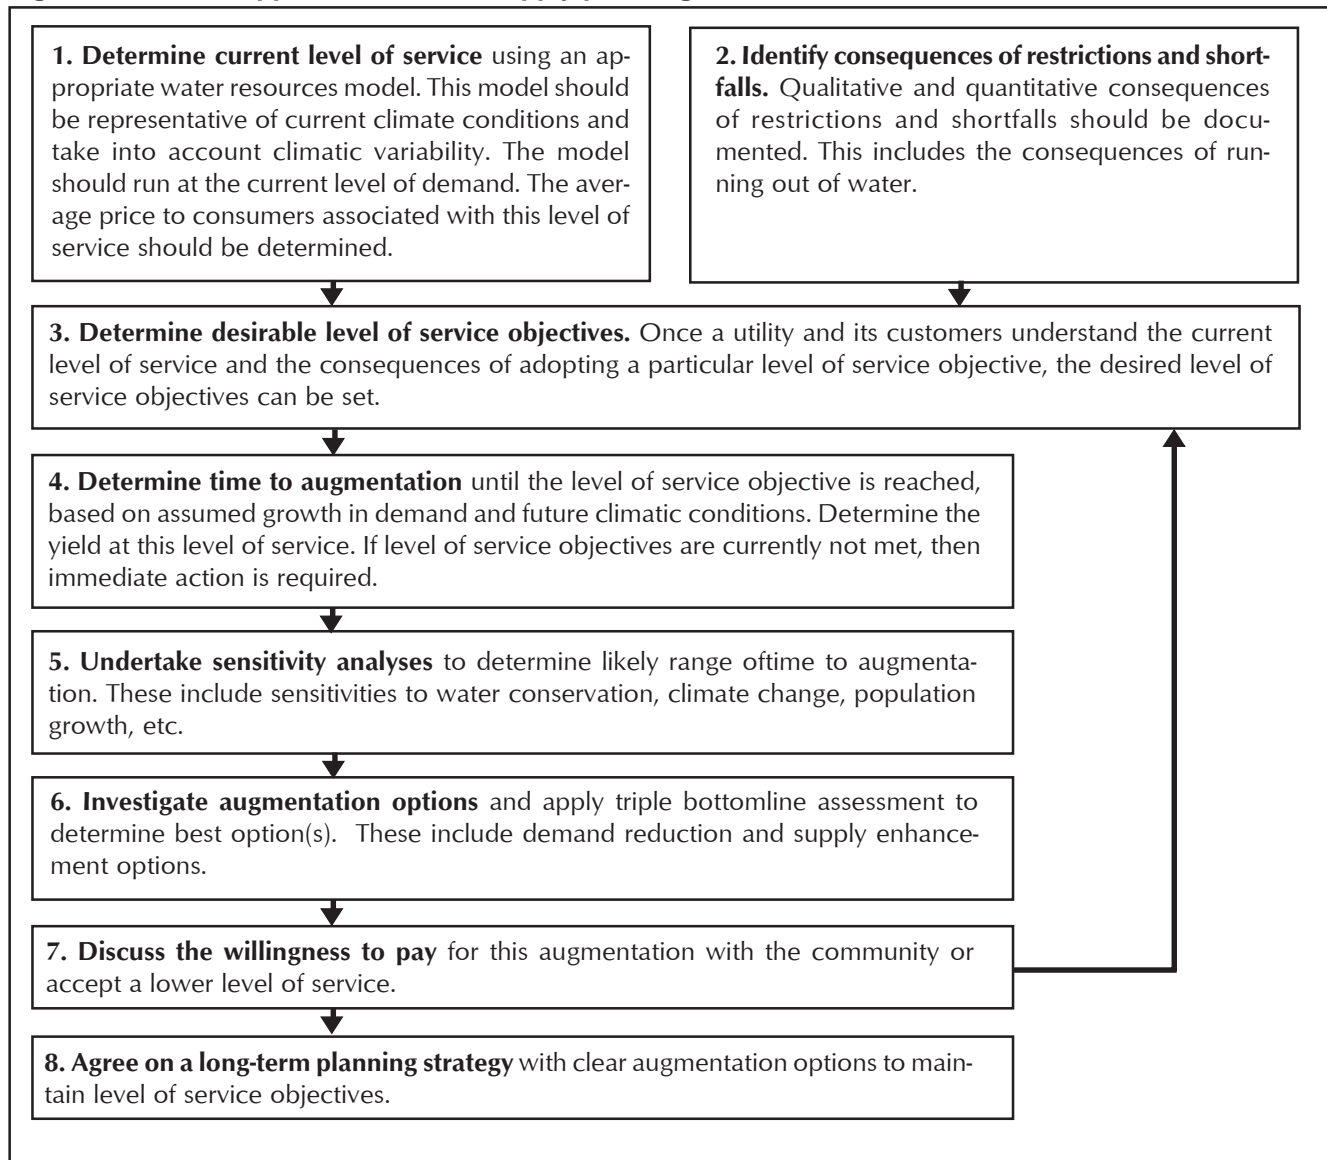 1. Determine current level of service using an ap-
propriate water resources model. This model should
be representative of current climate conditions and
take into account climatic variability. The model
should run at the current level of demand. The aver-
age price to consumers associated with this level of
service should be determined.
2. Identify consequences of restrictions and short-
falls. Qualitative and quantitative consequences
of restrictions and shortfalls should be docu-
mented. This includes the consequences of run-
ning out of water.
3. Determine desirable level of service objectives. Once a utility and its customers understand the current
level of service and the consequences of adopting a particular level of service objective, the desired level of
service objectives can be set.
4. Determine time to augmentation until the level of service objective is reached,
based on assumed growth in demand and future climatic conditions. Determine the
yield at this level of service. If level of service objectives are currently not met, then
immediate action is required.
5. Undertake sensitivity analyses to determine likely range oftime to augmenta-
tion. These include sensitivities to water conservation, climate change, population
growth, etc.
6. Investigate augmentation options and apply triple bottomline assessment to
determine best option(s). These include demand reduction and supply enhance-
ment options.
7. Discuss the willingness to pay for this augmentation with the community or
accept a lower level of service.
8. Agree on a long-term planning strategy with clear augmentation options to main-
tain level of service objectives.